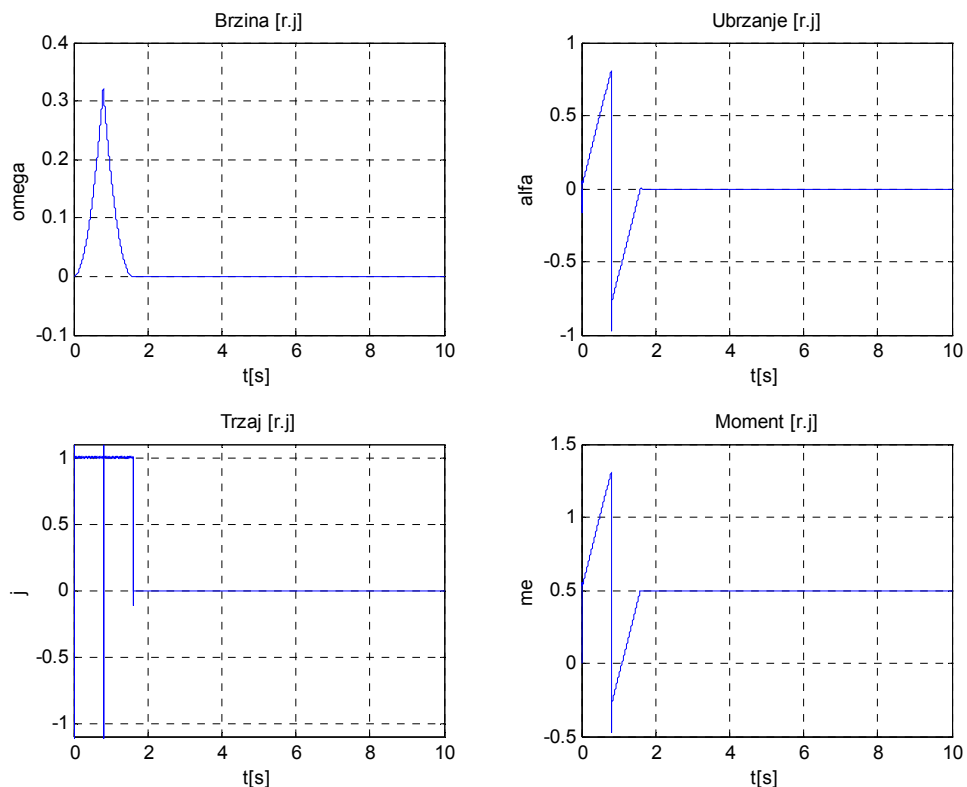 Brzina [r.j]
0.4
0.3
0.2
0.1
0
-0.1
omega
0 2 4 6 8 10
t[s]
Ubrzanje [r.j]
1
0.5
0
-0.5
-1
alfa
0 2 4 6 8 10
t[s]
Trzaj [r.j]
1
0.5
0
-0.5
-1
j
0 2 4 6 8 10
t[s]
Moment [r.j]
1.5
1
0.5
0
-0.5
me
0 2 4 6 8 10
t[s]